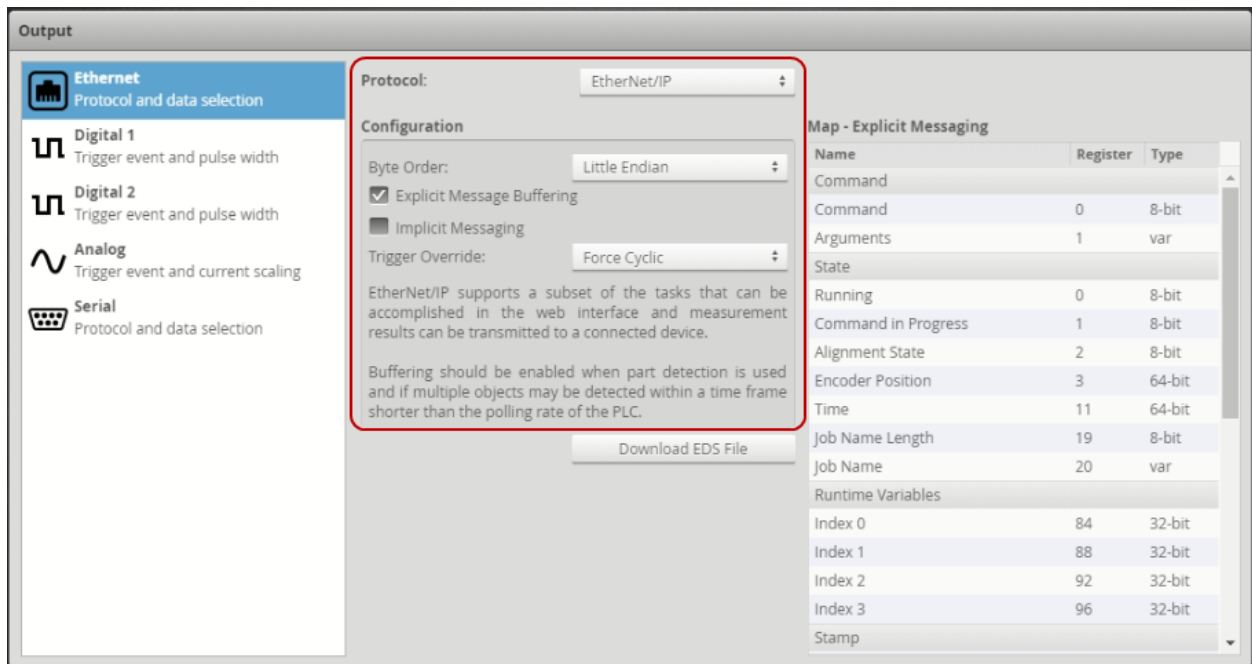 Output
Ethernet
Protocol and data selection
Digital 1
Trigger event and pulse width
Digital 2
Trigger event and pulse width
Analog
Trigger event and current scaling
Serial
Protocol and data selection
Protocol: EtherNet/IP
Configuration
Byte Order: Little Endian
Explicit Message Buffering
Implicit Messaging
Trigger Override: Force Cyclic
EtherNet/IP supports a subset of the tasks that can be
accomplished in the web interface and measurement
results can be transmitted to a connected device.
Buffering should be enabled when part detection is used
and if multiple objects may be detected within a time frame
shorter than the polling rate of the PLC.
Download EDS File
Map - Explicit Messaging
Name Register Type
Command
Command 0 8-bit
Arguments 1 var
State
Running 0 8-bit
Command in Progress 1 8-bit
Alignment State 2 8-bit
Encoder Position 3 64-bit
Time 11 64-bit
Job Name Length 19 8-bit
Job Name 20 var
Runtime Variables
Index 0 84 32-bit
Index 1 88 32-bit
Index 2 92 32-bit
Index 3 96 32-bit
Stamp